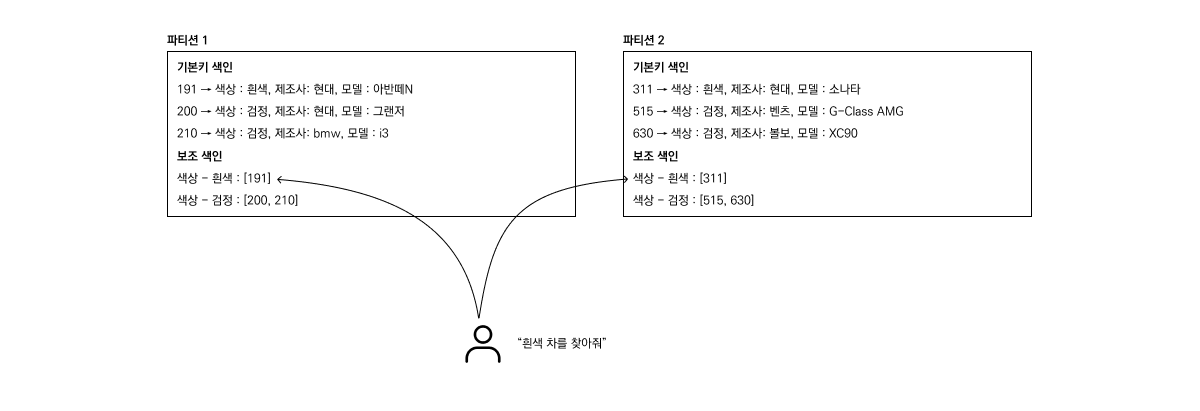 파티션 1
기본키 색인
191 → 색상 : 흰색, 제조사: 현대, 모델 : 아반떼N
200 → 색상 : 검정, 제조사: 현대, 모델 : 그랜저
210 → 색상 : 검정, 제조사: bmw, 모델 : i3
보조 색인
색상 - 흰색 : [191]
색상 - 검정 : [200, 210]
파티션 2
기본키 색인
311 → 색상 : 흰색, 제조사: 현대, 모델 : 소나타
515 → 색상 : 검정, 제조사: 벤츠, 모델 : G-Class AMG
630 → 색상 : 검정, 제조사: 볼보, 모델 : XC90
보조 색인
색상 - 흰색 : [311]
색상 - 검정 : [515, 630]
“흰색 차를 찾아줘”